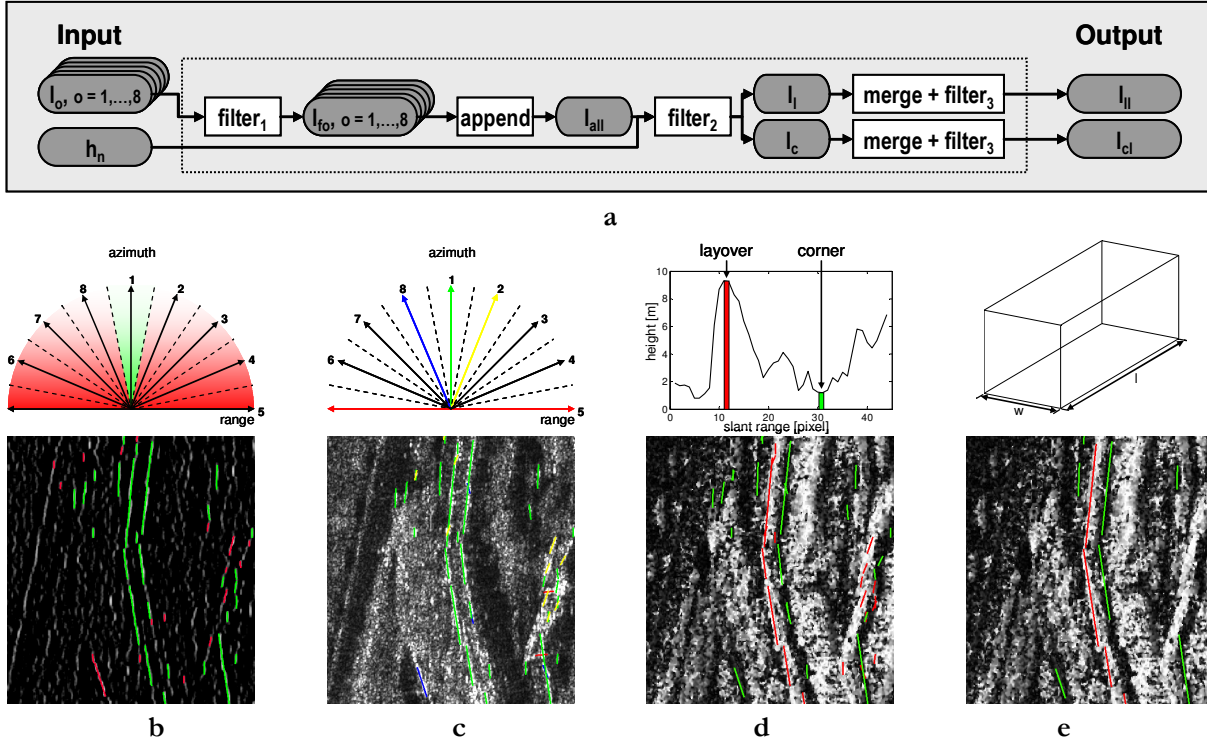 Input
Output
I_o, o = 1,...,8
filter_1
I_fo, o = 1,...,8
append
I_all
filter_2
I_l
merge + filter_3
I_ll
h_n
I_c
merge + filter_3
I_cl
a
azimuth
1
8
2
7
3
6
4
range 5
azimuth
1
8
2
7
3
6
4
range 5
layover
corner
10
8
6
4
2
0
height [m]
0 10 20 30 40
slant range [pixel]
w
l
b
c
d
e